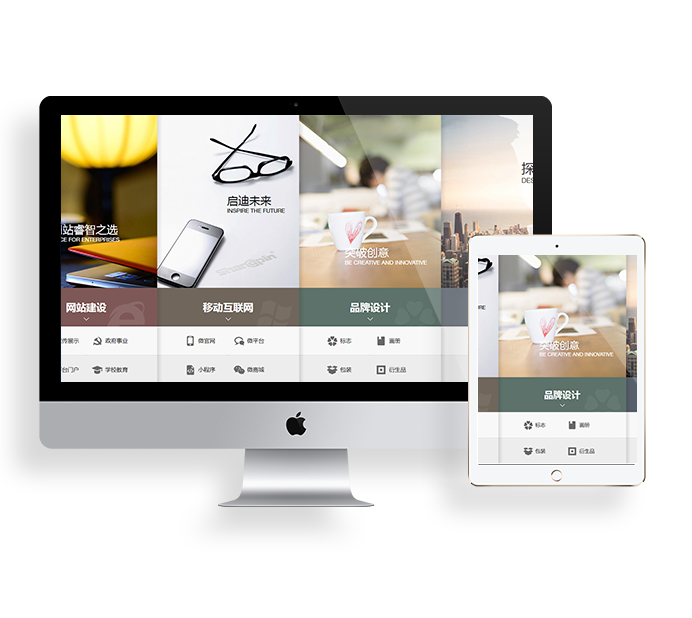 站睿智之选
CE FOR ENTERPRISES
启迪未来
INSPIRE THE FUTURE
Shangpin
突破创意
BE CREATIVE AND INNOVATIVE
探
DES
网站建设
移动互联网
品牌设计
传展示
政府事业
微官网
微平台
标志
画册
台门户
学校教育
小程序
微商城
包装
衍生品
URE
突破创意
BE CREATIVE AND INNOVATIVE
品牌设计
标志
画册
包装
衍生品